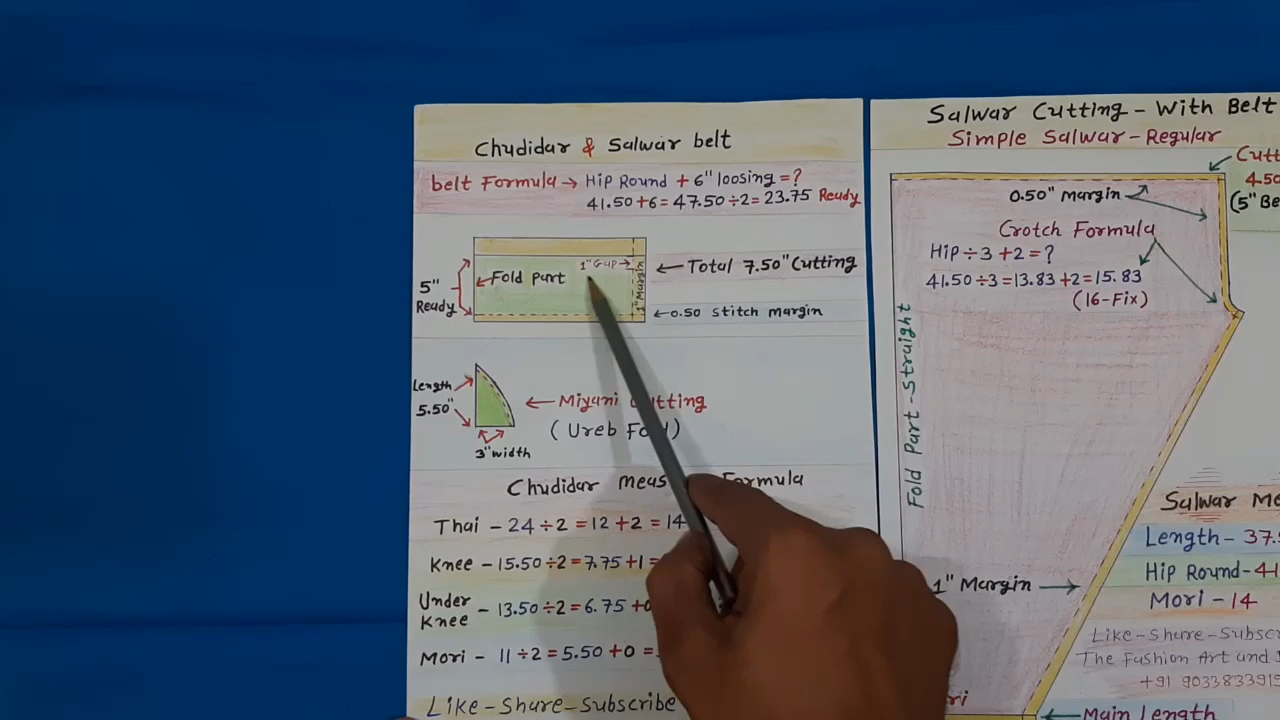 Chudidar & Salwar belt
belt Formula → Hip Round + 6" loosing = ?
41.50 + 6 = 47.50 ÷ 2 = 23.75 Ready
1" Gap →
Fold Part
1" Margin
5"
Ready
← Total 7.50" Cutting
← 0.50 Stitch margin
Length
5.50"
3" width
← Miyani
( Ureb
Chudidar Formula
Thai - 24 ÷ 2 = 12 + 2 = 14
Knee - 15.50 ÷ 2 = 7.75 + 1 =
Under
Knee - 13.50 ÷ 2 = 6.75 +
Mori - 11 ÷ 2 = 5.50 + 0 =
Like - Share - Subscribe
Salwar Cutting - With Belt
Simple Salwar - Regular
0.50" Margin
Crotch Formula
Hip ÷ 3 + 2 = ?
41.50 ÷ 3 = 13.83 + 2 = 15.83
(16 - Fix)
Fold Part - Straight
1" Margin →
Salwar
Length - 37.
Hip Round - 41
Mori - 14
Like - Share - Subsc
The Fashion Art and
+91 9033833915
← Main Length